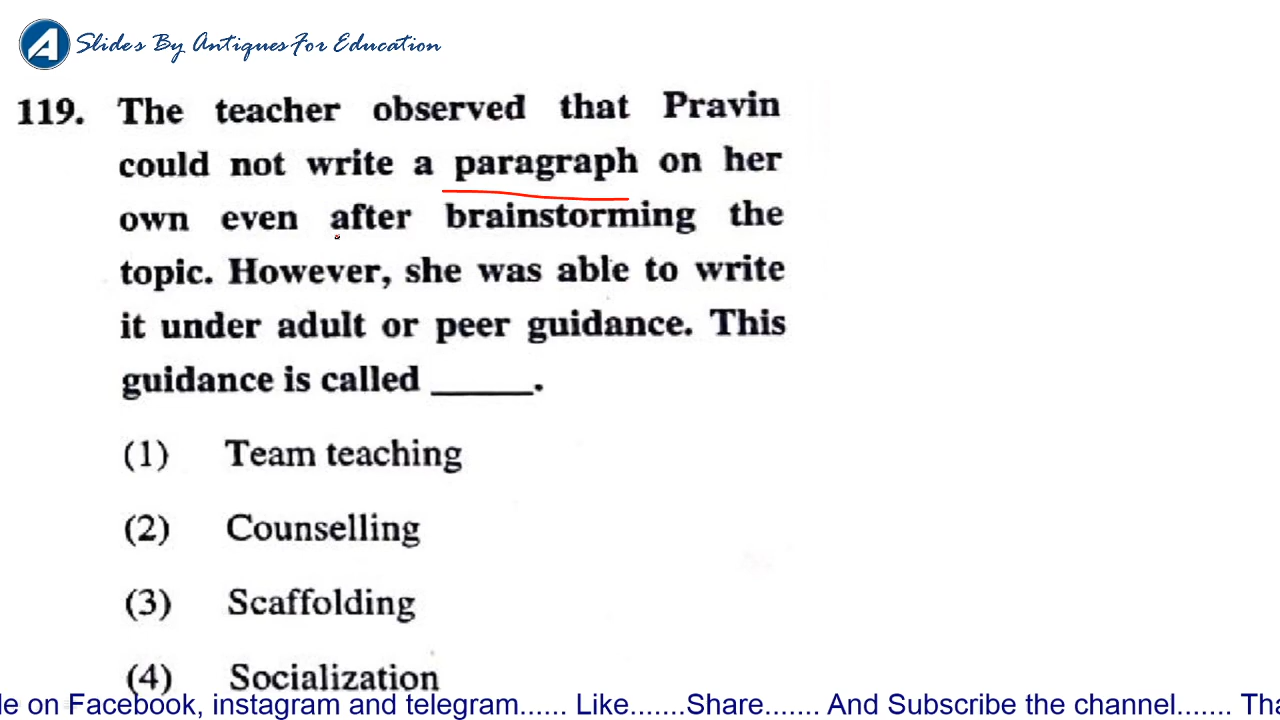 Slides By Antiques For Education
119. The teacher observed that Pravin
could not write a paragraph on her
own even after brainstorming the
topic. However, she was able to write
it under adult or peer guidance. This
guidance is called _____.
(1) Team teaching
(2) Counselling
(3) Scaffolding
(4) Socialization
le on Facebook, instagram and telegram...... Like.......Share....... And Subscribe the channel....... Tha